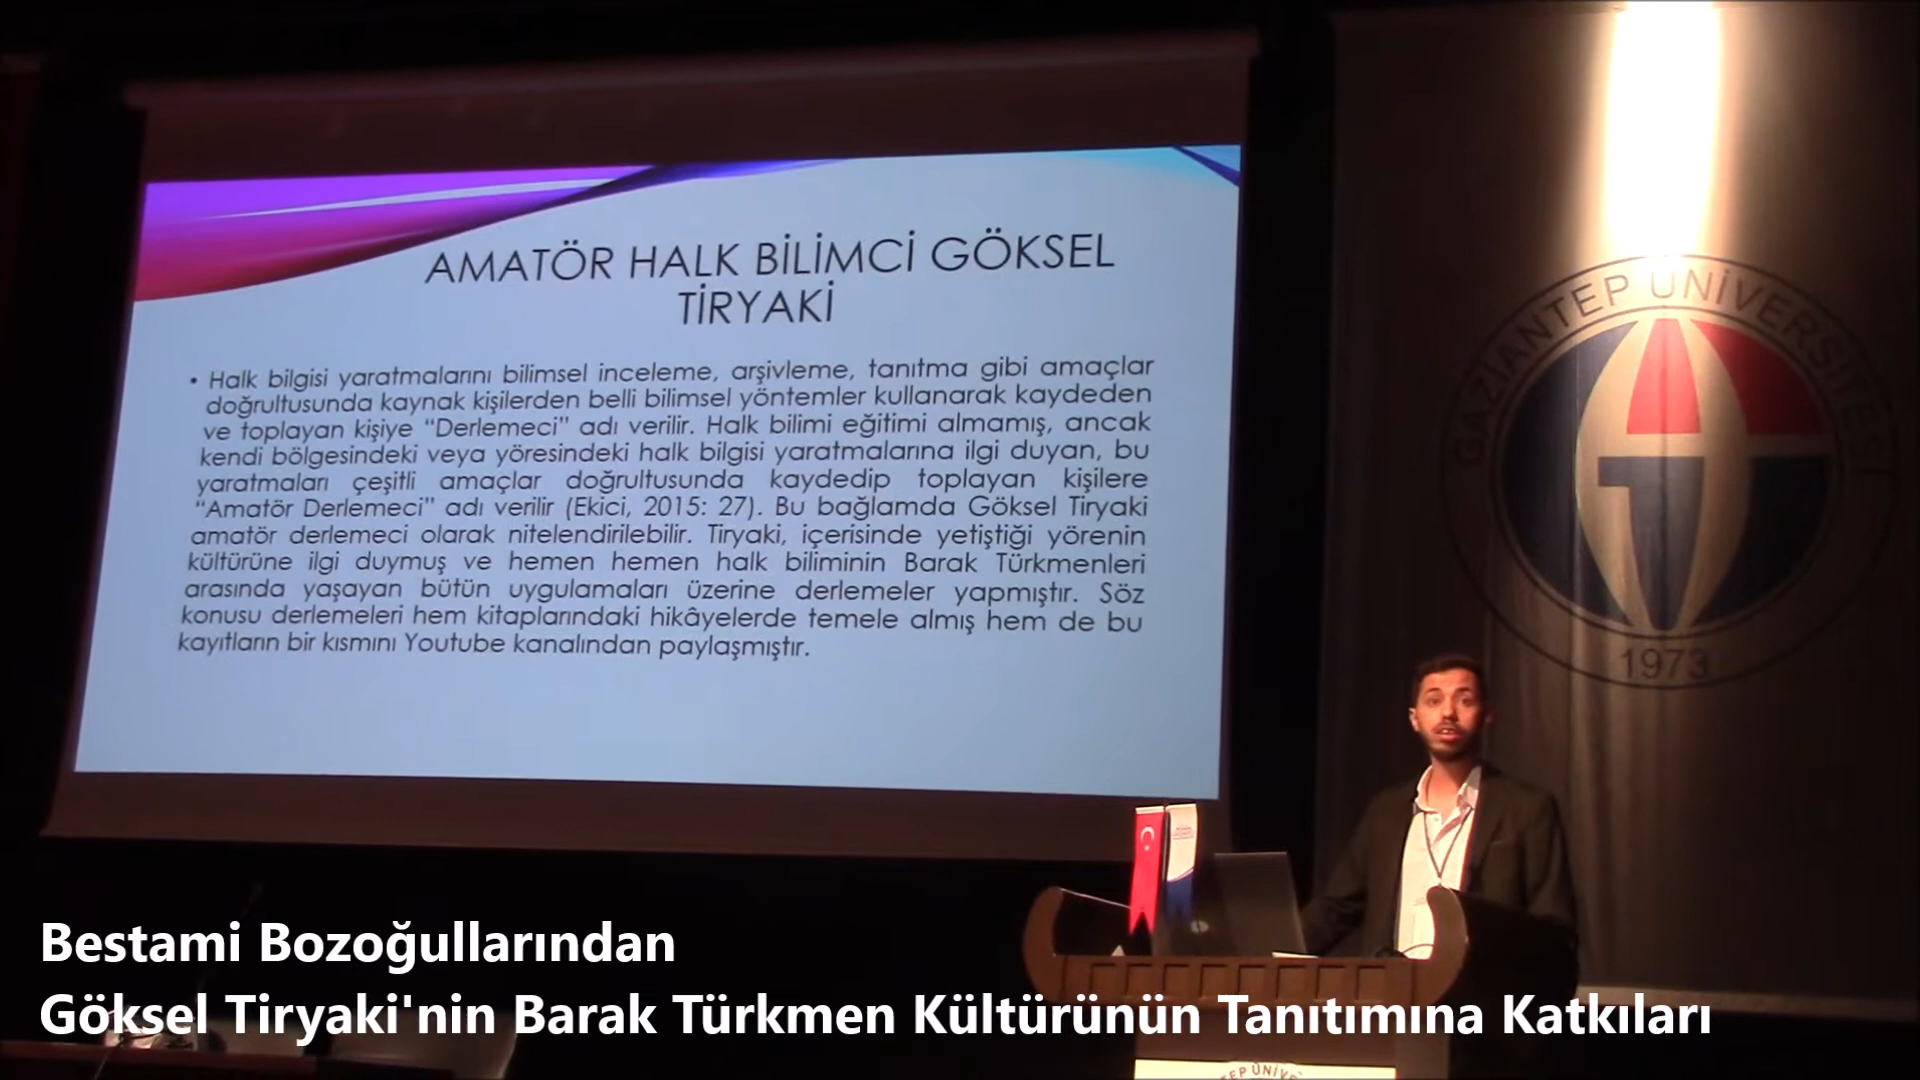 AMATÖR HALK BİLİMCİ GÖKSEL
TİRYAKİ
• Halk bilgisi yaratmalarını bilimsel inceleme, arşivleme, tanıtma gibi amaçlar
doğrultusunda kaynak kişilerden belli bilimsel yöntemler kullanarak kaydeden
ve toplayan kişiye “Derlemeci” adı verilir. Halk bilimi eğitimi almamış, ancak
kendi bölgesindeki veya yöresindeki halk bilgisi yaratmalarına ilgi duyan, bu
yaratmaları çeşitli amaçlar doğrultusunda kaydedip toplayan kişilere
“Amatör Derlemeci” adı verilir (Ekici, 2015: 27). Bu bağlamda Göksel Tiryaki
amatör derlemeci olarak nitelendirilebilir. Tiryaki, içerisinde yetiştiği yörenin
kültürüne ilgi duymuş ve hemen hemen halk biliminin Barak Türkmenleri
arasında yaşayan bütün uygulamaları üzerine derlemeler yapmıştır. Söz
konusu derlemeleri hem kitaplarındaki hikâyelerde temele almış hem de bu
kayıtların bir kısmını Youtube kanalından paylaşmıştır.
GAZİANTEP ÜNİVERSİTESİ
1973
Bestami Bozoğullarından
Göksel Tiryaki'nin Barak Türkmen Kültürünün Tanıtımına Katkıları